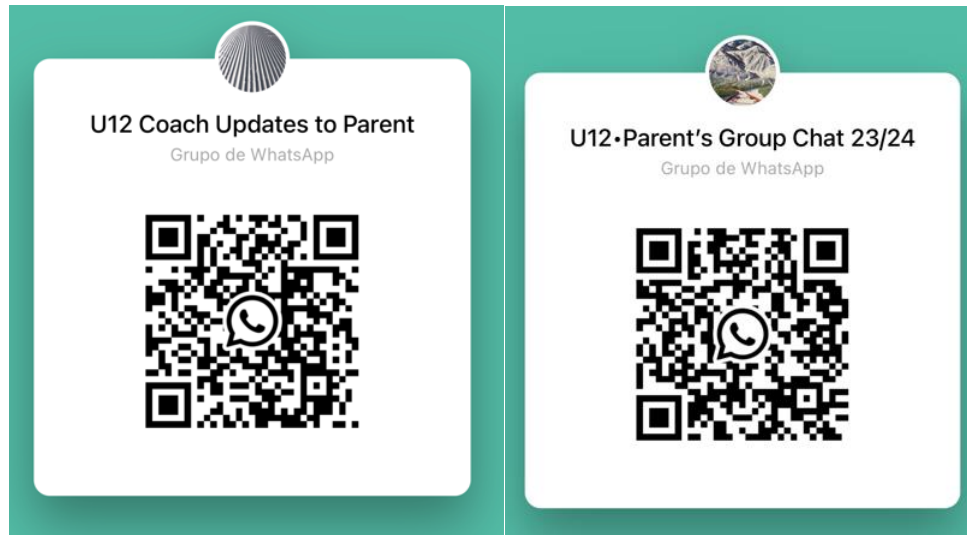 U12 Coach Updates to Parent
Grupo de WhatsApp
U12•Parent's Group Chat 23/24
Grupo de WhatsApp